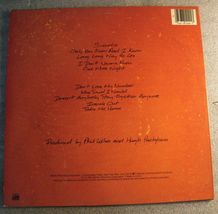 Sussudio
Only You Know And I Know
Long Long Way To Go
I Don't Wanna Know
One More Night
Don't Lose My Number
Who Said I Would
Doesn't Anybody Stay Together Anymore
Inside Out
Take Me Home
Produced by Phil Collins and Hugh Padgham